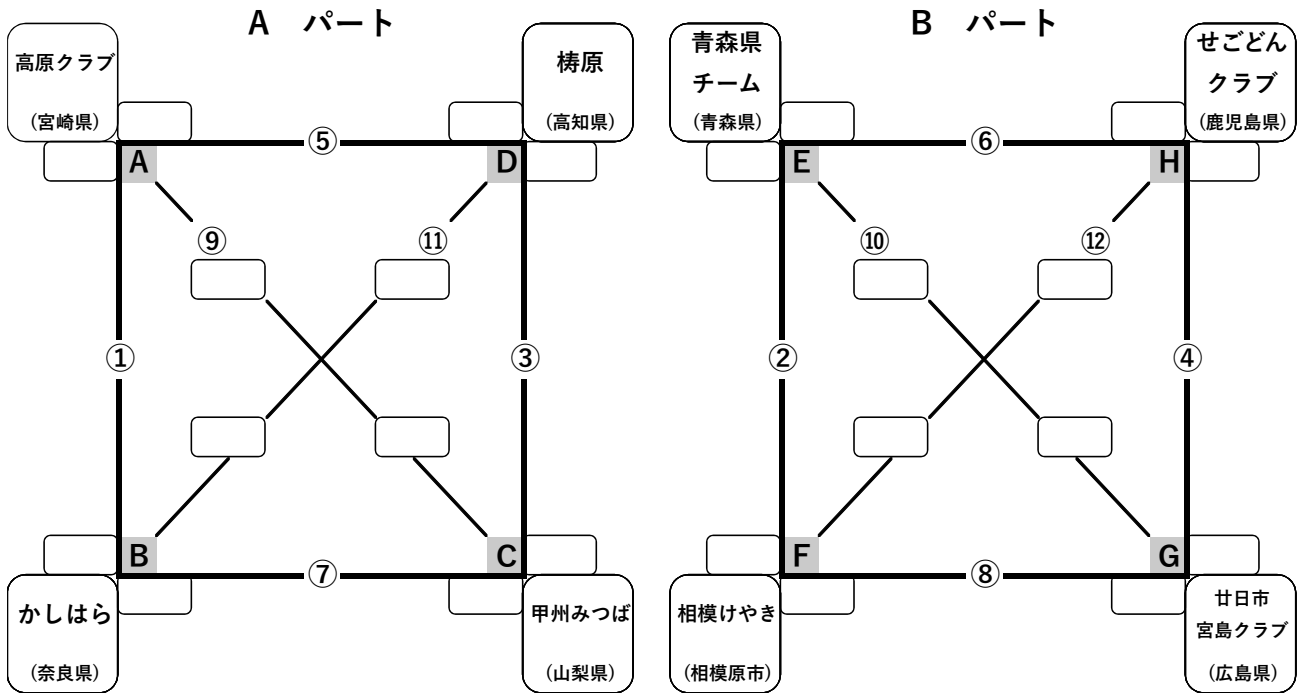 A　パート
高原クラブ
(宮崎県)
梼原
(高知県)
⑤
A
D
⑨
⑪
①
③
B
C
⑦
かしはら
(奈良県)
甲州みつば
(山梨県)
B　パート
青森県
チーム
(青森県)
せごどん
クラブ
(鹿児島県)
⑥
E
H
⑩
⑫
②
④
F
G
⑧
相模けやき
(相模原市)
廿日市
宮島クラブ
(広島県)